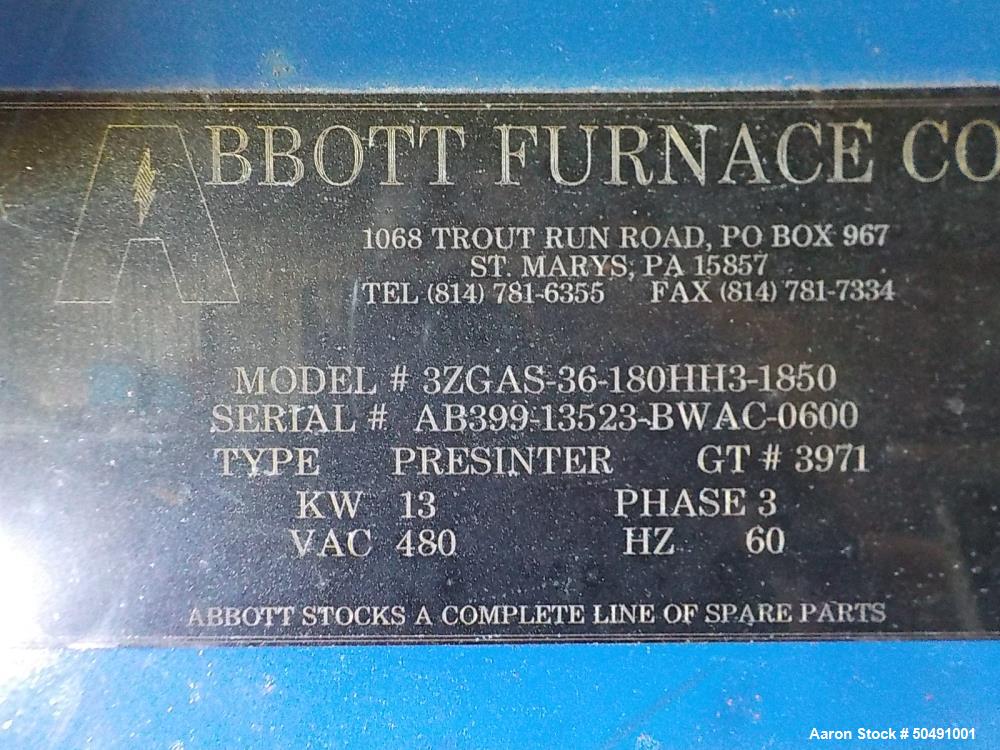 ABBOTT FURNACE CO
1068 TROUT RUN ROAD, PO BOX 967
ST. MARYS, PA 15857
TEL (814) 781-6355 FAX (814) 781-7334
MODEL # 3ZGAS-36-180HH3-1850
SERIAL # AB399-13523-BWAC-0600
TYPE PRESINTER GT # 3971
KW 13 PHASE 3
VAC 480 HZ 60
ABBOTT STOCKS A COMPLETE LINE OF SPARE PARTS
Aaron Stock # 50491001